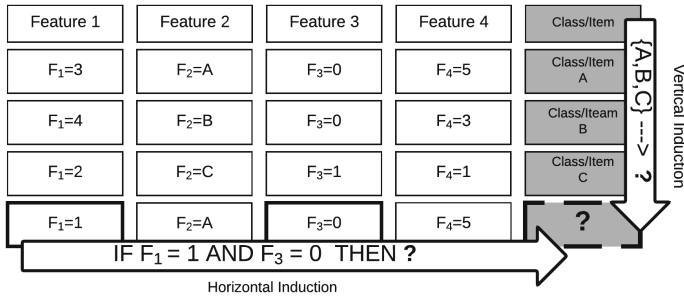 Feature 1 Feature 2 Feature 3 Feature 4 Class/Item
F₁=3 F₂=A F₃=0 F₄=5 Class/Item
A
F₁=4 F₂=B F₃=0 F₄=3 Class/Iteam
B
F₁=2 F₂=C F₃=1 F₄=1 Class/Item
C
F₁=1 F₂=A F₃=0 F₄=5 ?
{A,B,C} ----> ?
Vertical Induction
IF F₁ = 1 AND F₃ = 0 THEN ?
Horizontal Induction